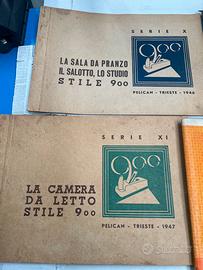 SERIE X
LA SALA DA PRANZO
IL SALOTTO, LO STUDIO
STILE 900
900
PELICAN - TRIESTE - 1946
SERIE XI
LA CAMERA
DA LETTO
STILE 900
900
PELICAN - TRIESTE - 1947
subito